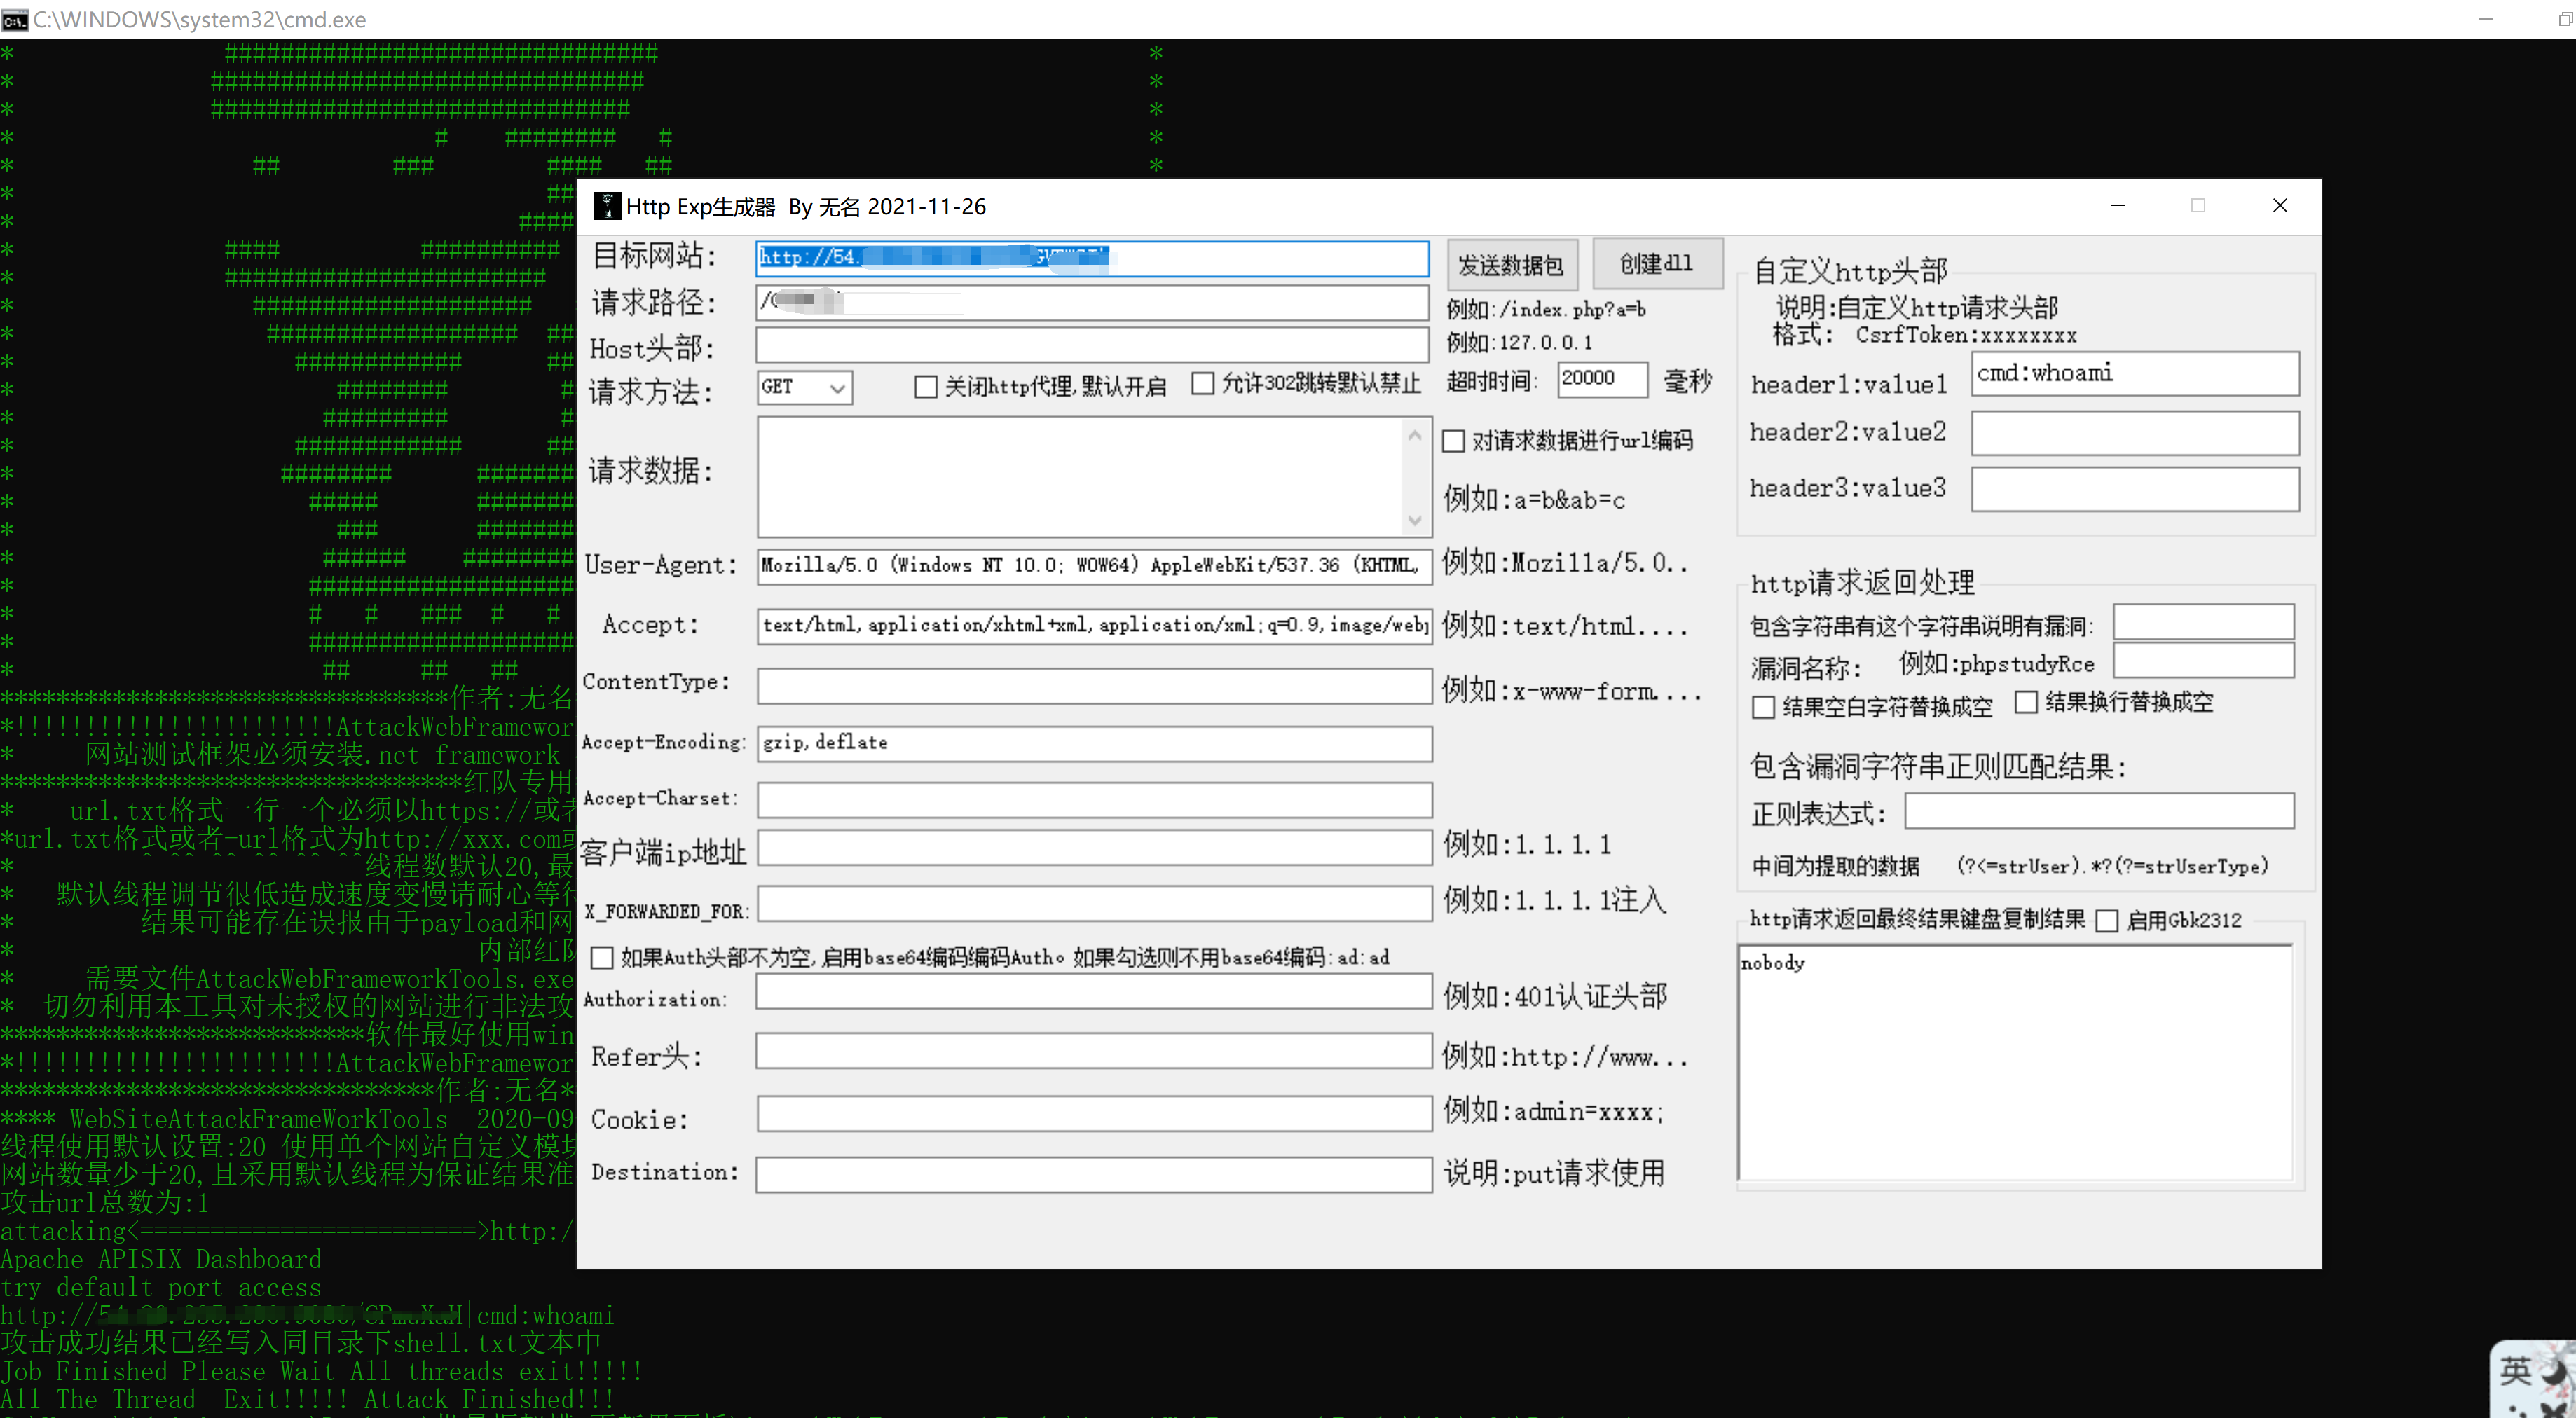 C:\WINDOWS\system32\cmd.exe
Http Exp生成器 By 无名 2021-11-26
目标网站: http://54.
发送数据包 创建dll
请求路径: /
例如:/index.php?a=b
Host头部:
例如:127.0.0.1
请求方法: GET 关闭http代理,默认开启 允许302跳转默认禁止 超时时间: 20000 毫秒
请求数据:
对请求数据进行url编码
例如:a=b&ab=c
User-Agent: Mozilla/5.0 (Windows NT 10.0; WOW64) AppleWebKit/537.36 (KHTML, 例如:Mozilla/5.0..
Accept: text/html,application/xhtml+xml,application/xml;q=0.9,image/webp 例如:text/html....
ContentType: 例如:x-www-form....
Accept-Encoding: gzip,deflate
Accept-Charset:
客户端ip地址 例如:1.1.1.1
X_FORWARDED_FOR: 例如:1.1.1.1注入
如果Auth头部不为空,启用base64编码编码Auth。如果勾选则不用base64编码:ad:ad
Authorization: 例如:401认证头部
Refer头: 例如:http://www...
Cookie: 例如:admin=xxxx;
Destination: 说明:put请求使用
自定义http头部
说明:自定义http请求头部
格式: CsrfToken:xxxxxxxx
header1:value1 cmd:whoami
header2:value2
header3:value3
http请求返回处理
包含字符串有这个字符串说明有漏洞:
漏洞名称: 例如:phpstudyRce
结果空白字符替换成空 结果换行替换成空
包含漏洞字符串正则匹配结果:
正则表达式:
中间为提取的数据 (?<=strUser).*?(?=strUserType)
http请求返回最终结果键盘复制结果 启用Gbk2312
nobody
********************************作者:无名
*!!!!!!!!!!!!!!!!!!!!!!!AttackWebFramewor
* 网站测试框架必须安装.net framework
*********************************红队专用
* url.txt格式一行一个必须以https://或者
*url.txt格式或者-url格式为http://xxx.com或
* 线程数默认20,最
* 默认线程调节很低造成速度变慢请耐心等待
* 结果可能存在误报由于payload和网
* 内部红队
* 需要文件AttackWebFrameworkTools.exe
* 切勿利用本工具对未授权的网站进行非法攻
**************************软件最好使用win
*!!!!!!!!!!!!!!!!!!!!!!!AttackWebFramewor
*******************************作者:无名*
**** WebSiteAttackFrameWorkTools 2020-09
线程使用默认设置:20 使用单个网站自定义模块
网站数量少于20,且采用默认线程为保证结果准
攻击url总数为:1
attacking<========================>http:/
Apache APISIX Dashboard
try default port access
http:// |cmd:whoami
攻击成功结果已经写入同目录下shell.txt文本中
Job Finished Please Wait All threads exit!!!!!
All The Thread Exit!!!!! Attack Finished!!!
英